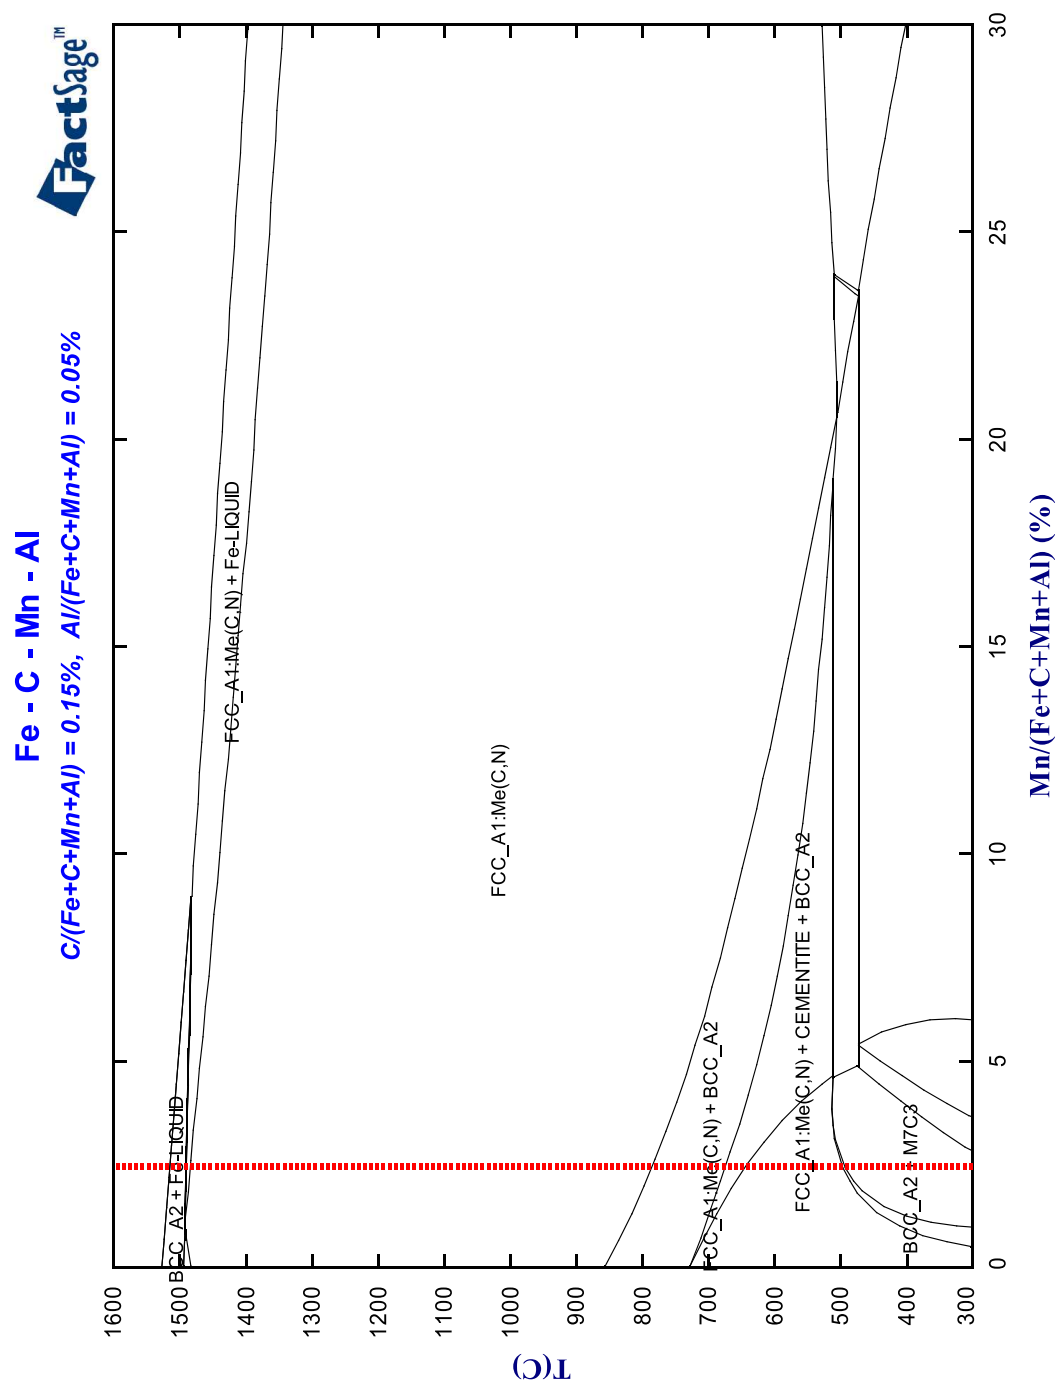 Fe - C - Mn - Al
C/(Fe+C+Mn+Al) = 0.15%, Al/(Fe+C+Mn+Al) = 0.05%
FactSage™
BCC_A2 + Fe-LIQUID
FCC_A1:Me(C,N) + Fe-LIQUID
FCC_A1:Me(C,N)
FCC_A1:Me(C,N) + BCC_A2
FCC_A1:Me(C,N) + CEMENTITE + BCC_A2
BCC_A2 + M7C3
T(C)
1600
1500
1400
1300
1200
1100
1000
900
800
700
600
500
400
300
0
5
10
15
20
25
30
Mn/(Fe+C+Mn+Al) (%)